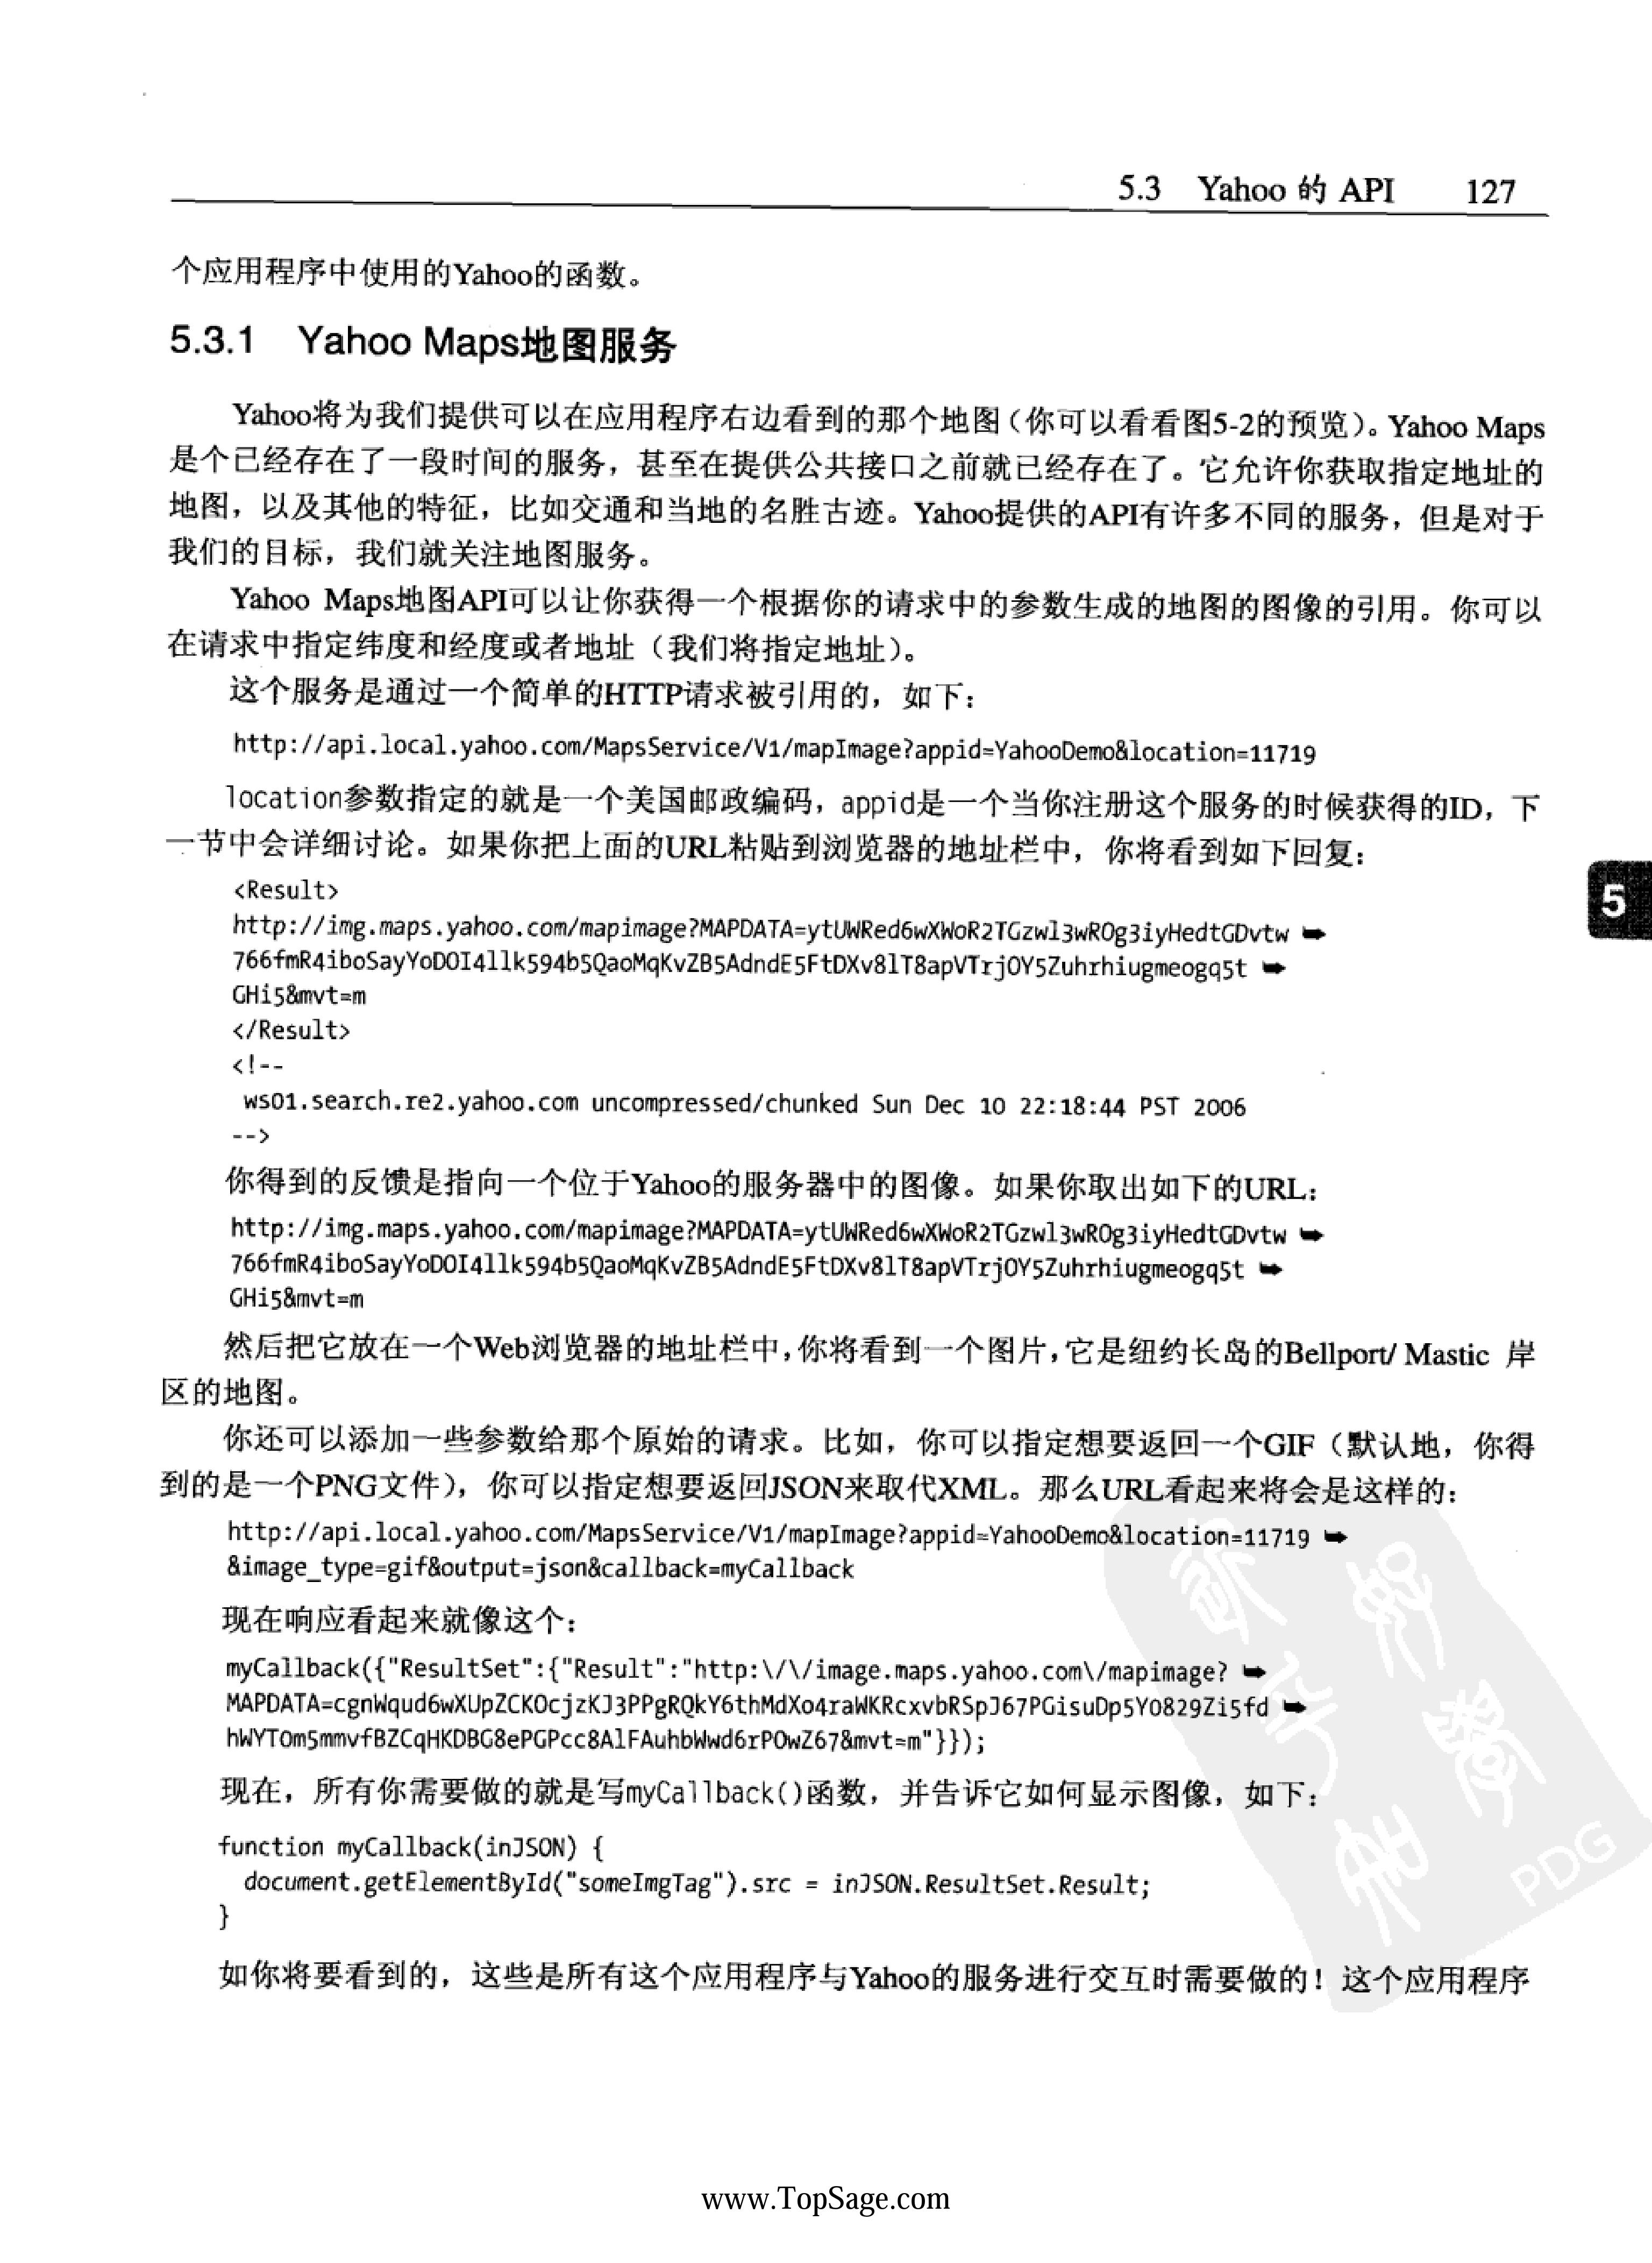 5.3 Yahoo 的 API 127
个应用程序中使用的Yahoo的函数。
5.3.1 Yahoo Maps地图服务
Yahoo将为我们提供可以在应用程序右边看到的那个地图（你可以看看图5-2的预览）。Yahoo Maps
是个已经存在了一段时间的服务，甚至在提供公共接口之前就已经存在了。它允许你获取指定地址的
地图，以及其他的特征，比如交通和当地的名胜古迹。Yahoo提供的API有许多不同的服务，但是对于
我们的目标，我们就关注地图服务。
Yahoo Maps地图API可以让你获得一个根据你的请求中的参数生成的地图的图像的引用。你可以
在请求中指定纬度和经度或者地址（我们将指定地址）。
这个服务是通过一个简单的HTTP请求被引用的，如下：
http://api.local.yahoo.com/MapsService/V1/mapImage?appid=YahooDemo&location=11719
location参数指定的就是一个美国邮政编码，appid是一个当你注册这个服务的时候获得的ID，下
一节中会详细讨论。如果你把上面的URL粘贴到浏览器的地址栏中，你将看到如下回复：
5
<Result>
http://img.maps.yahoo.com/mapimage?MAPDATA=ytUWRed6wXWoR2TGzwl3wROg3iyHedtGDvtw ➥
766fmR4iboSayYoDOI4llk594b5QaoMqKvZB5AdndE5FtDXv8lT8apVTrjOY5Zuhrhiugmeogq5t ➥
GHi5&mvt=m
</Result>
<!--
ws01.search.re2.yahoo.com uncompressed/chunked Sun Dec 10 22:18:44 PST 2006
-->
你得到的反馈是指向一个位于Yahoo的服务器中的图像。如果你取出如下的URL：
http://img.maps.yahoo.com/mapimage?MAPDATA=ytUWRed6wXWoR2TGzwl3wROg3iyHedtGDvtw ➥
766fmR4iboSayYoDOI4llk594b5QaoMqKvZB5AdndE5FtDXv8lT8apVTrjOY5Zuhrhiugmeogq5t ➥
GHi5&mvt=m
然后把它放在一个Web浏览器的地址栏中，你将看到一个图片，它是纽约长岛的Bellport/ Mastic 岸
区的地图。
你还可以添加一些参数给那个原始的请求。比如，你可以指定想要返回一个GIF（默认地，你得
到的是一个PNG文件），你可以指定想要返回JSON来取代XML。那么URL看起来将会是这样的：
http://api.local.yahoo.com/MapsService/V1/mapImage?appid=YahooDemo&location=11719 ➥
&image_type=gif&output=json&callback=myCallback
现在响应看起来就像这个：
myCallback({"ResultSet":{"Result":"http:\/\/image.maps.yahoo.com\/mapimage? ➥
MAPDATA=cgnWqud6wXUpZCKOcjzKJ3PPgRQkY6thMdXo4raWKRcxvbRSpJ67PGisuDp5Y0829Zi5fd ➥
hWYTOm5mmvfBZCqHKDBG8ePGPcc8AlFAuhbWwd6rPOwZ67&mvt=m"}});
现在，所有你需要做的就是写myCallback()函数，并告诉它如何显示图像，如下：
function myCallback(inJSON) {
document.getElementById("someImgTag").src = inJSON.ResultSet.Result;
}
PDG
如你将要看到的，这些是所有这个应用程序与Yahoo的服务进行交互时需要做的！这个应用程序
www.TopSage.com